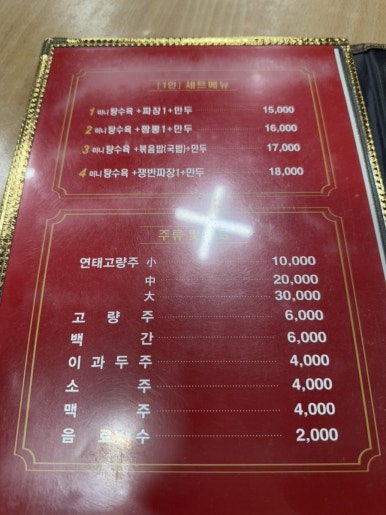 (1인) 세트메뉴
1 미니 탕수육 +짜장1+만두 15,000
2 미니 탕수육 +짬뽕1+만두 16,000
3 미니 탕수육 +볶음밥(국밥)+만두 17,000
4 미니 탕수육 +쟁반짜장1+만두 18,000
주류
연태고량주 小 10,000
中 20,000
大 30,000
고량주 6,000
백간 6,000
이과두주 4,000
소주 4,000
맥주 4,000
음료수 2,000